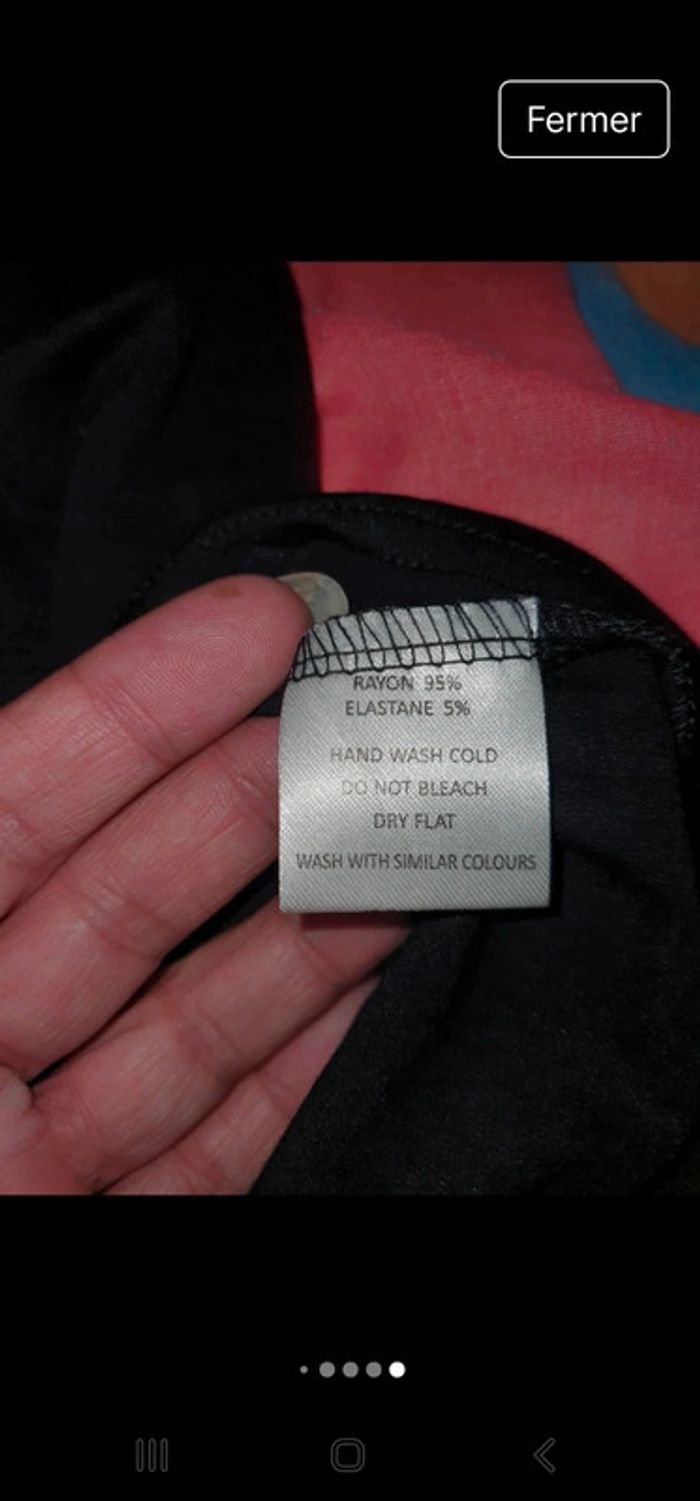 Fermer
RAYON 95%
ELASTANE 5%
HAND WASH COLD
DO NOT BLEACH
DRY FLAT
WASH WITH SIMILAR COLOURS